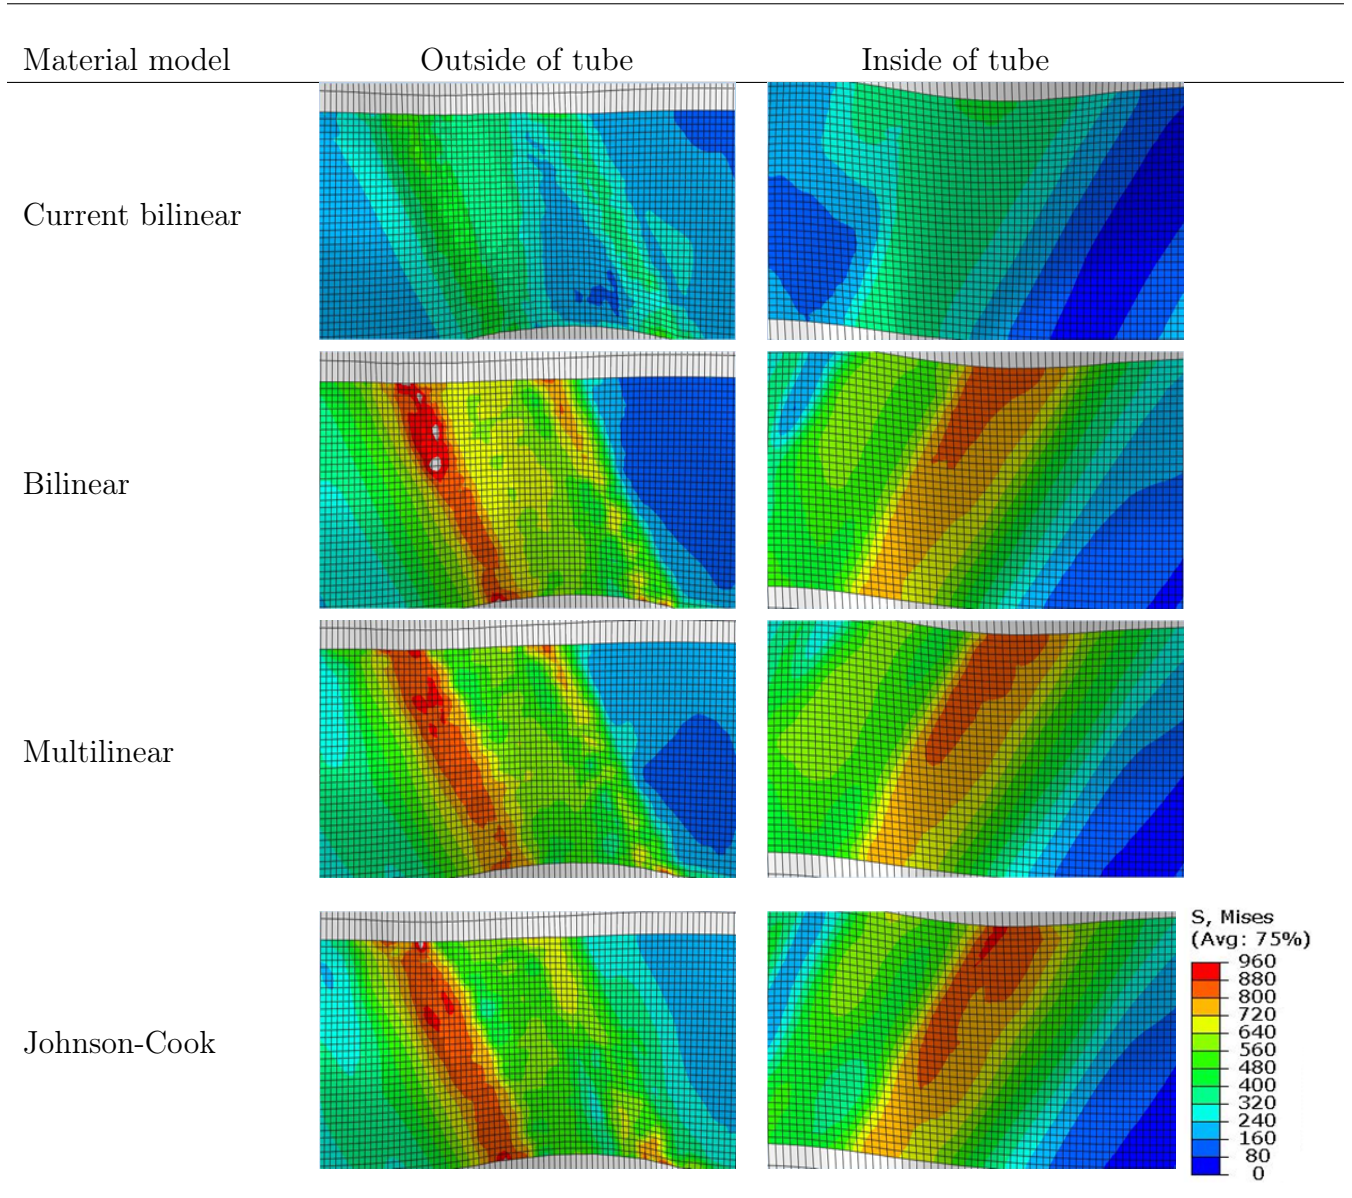 Material model Outside of tube Inside of tube
Current bilinear
Bilinear
Multilinear
Johnson-Cook
S, Mises
(Avg: 75%)
960
880
800
720
640
560
480
400
320
240
160
80
0